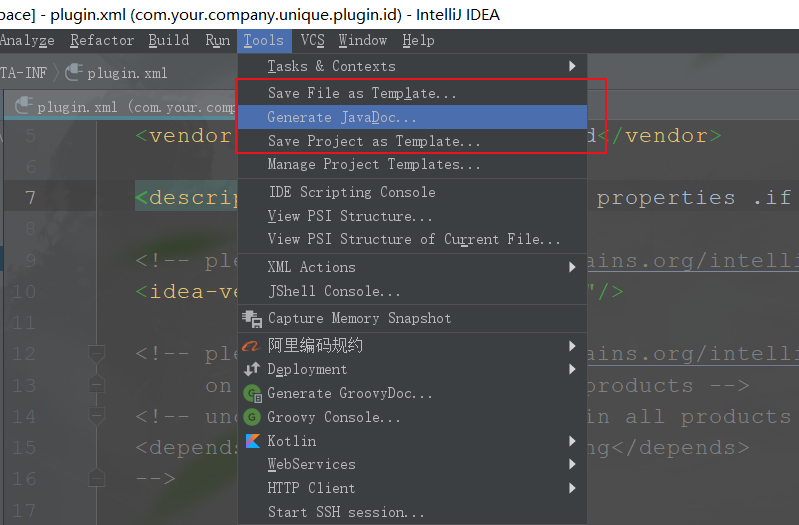 pace] - plugin.xml (com.your.company.unique.plugin.id) - IntelliJ IDEA
Analyze Refactor Build Run Tools VCS Window Help
TA-INF plugin.xml
plugin.xml (com.your.comp
Tasks & Contexts
Save File as Template...
Generate JavaDoc...
Save Project as Template...
Manage Project Templates...
IDE Scripting Console
View PSI Structure...
View PSI Structure of Current File...
XML Actions
JShell Console...
Capture Memory Snapshot
阿里编码规约
Deployment
Generate GroovyDoc...
Groovy Console...
Kotlin
WebServices
HTTP Client
Start SSH session...
5 <vendor d</vendor>
6
7 <descrip properties .if
8
9 <!-- ple ains.org/intelli
10 <idea-ve "/>
11
12 <!-- ple ains.org/intelli
13 on products -->
14 <!-- unc in all products
15 <depends ng</depends>
16 -->
17